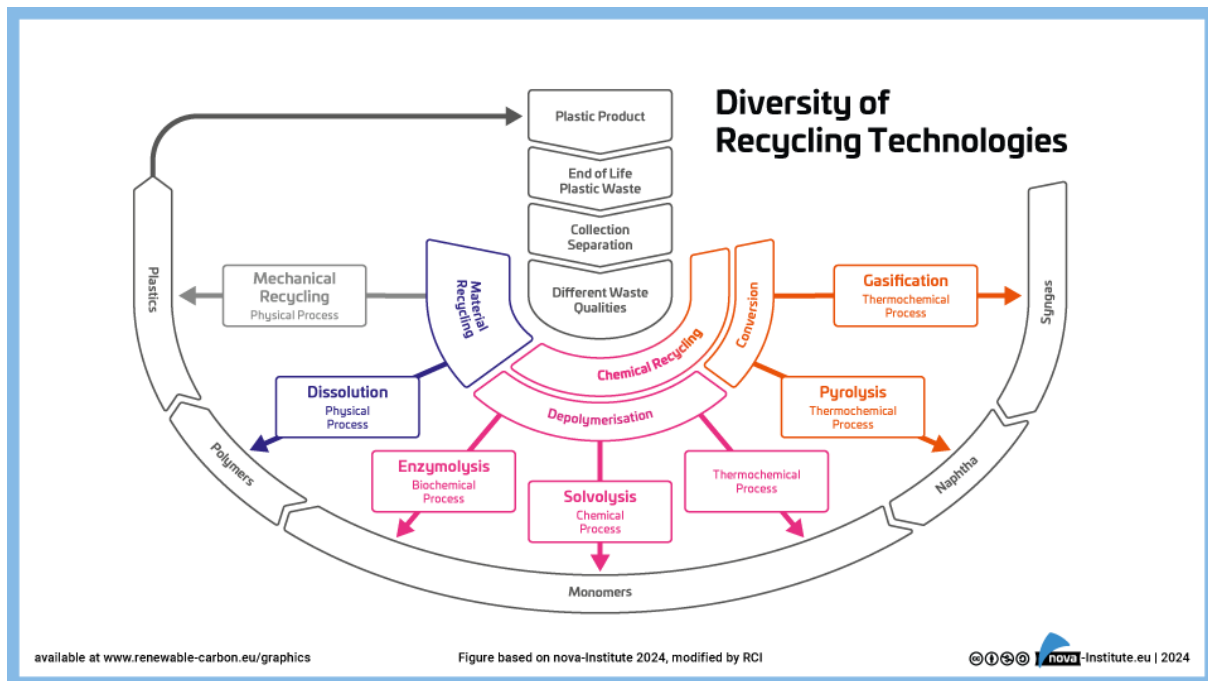 Diversity of
Recycling Technologies
Plastic Product
End of Life
Plastic Waste
Collection
Separation
Different Waste
Qualities
Plastics
Mechanical
Recycling
Physical Process
Material
Recycling
Chemical Recycling
Conversion
Gasification
Thermochemical
Process
Syngas
Dissolution
Physical
Process
Depolymerisation
Pyrolysis
Thermochemical
Process
Polymers
Enzymolysis
Biochemical
Process
Solvolysis
Chemical
Process
Thermochemical
Process
Naphtha
Monomers
available at www.renewable-carbon.eu/graphics
Figure based on nova-Institute 2024, modified by RCI
nova-Institute.eu | 2024